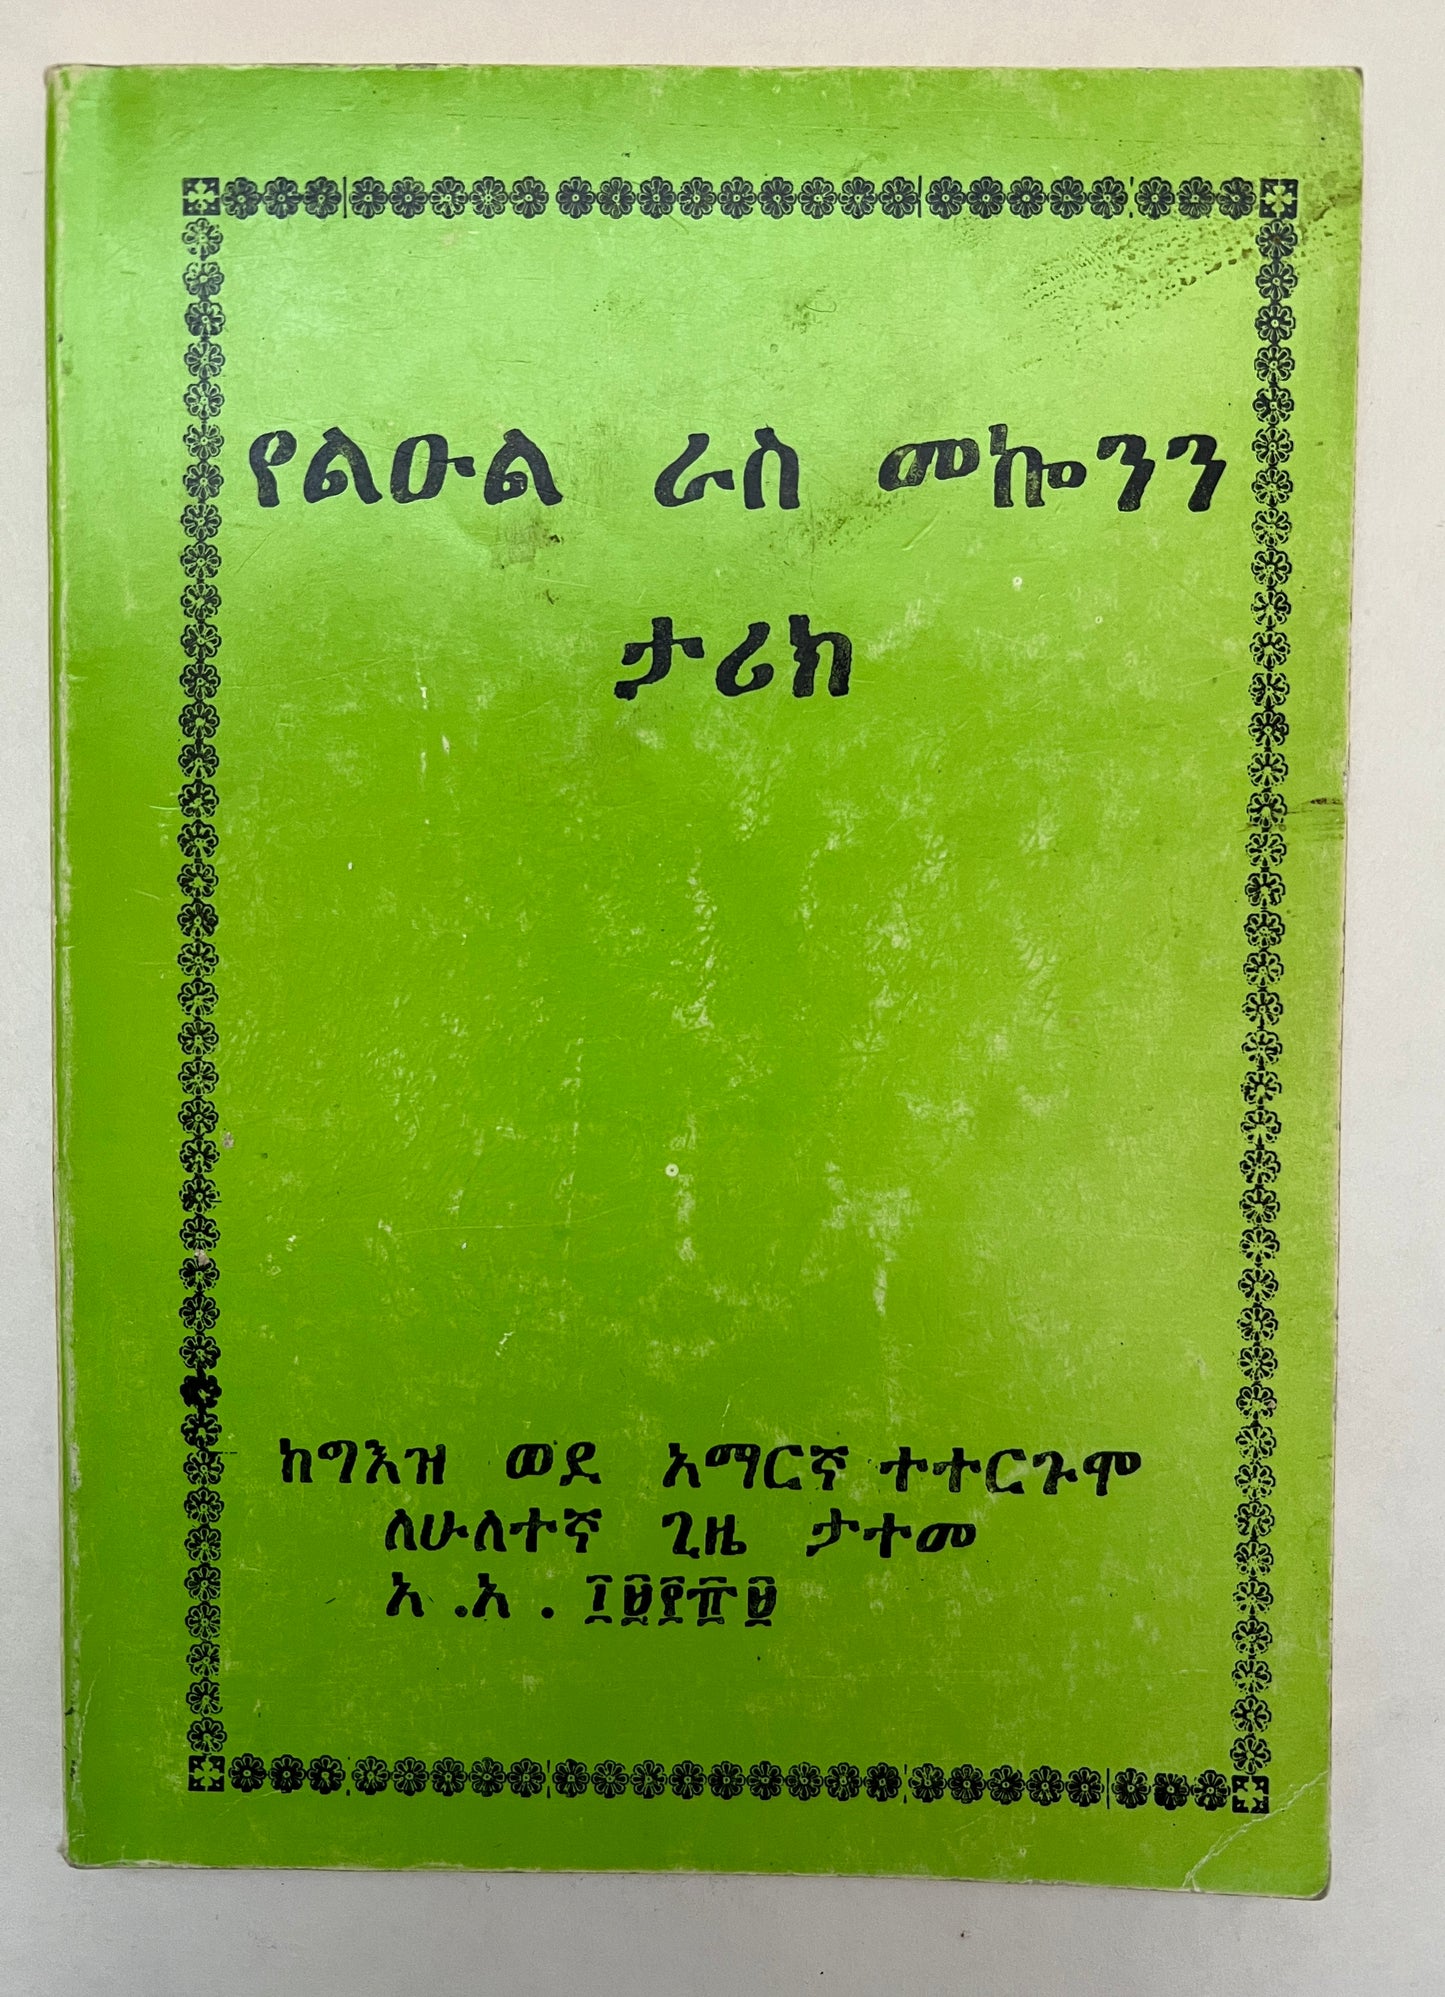 የልዑል ራስ መኰንን
ታሪክ
ከግእዝ ወደ አማርኛ ተተርጉሞ
ለሁለተኛ ጊዜ ታተመ
አ.አ. ፲፱፻፹፱